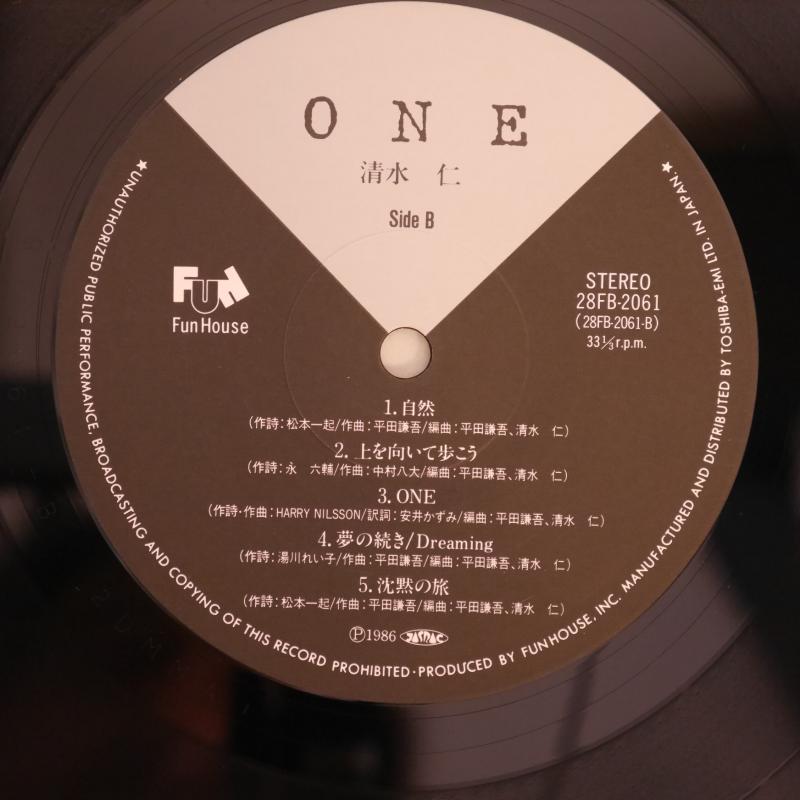 ONE
清水 仁
Side B
Fun
Fun House
STEREO
28FB-2061
(28FB-2061-B)
33⅓r.p.m.
1. 自然
(作詩:松本一起/作曲:平田謙吾/編曲:平田謙吾、清水 仁)
2. 上を向いて歩こう
(作詩:永 六輔/作曲:中村八大/編曲:平田謙吾、清水 仁)
3. ONE
(作詩・作曲:HARRY NILSSON/訳詞:安井かずみ/編曲:平田謙吾、清水 仁)
4. 夢の続き/Dreaming
(作詩:湯川れい子/作曲:平田謙吾/編曲:平田謙吾、清水 仁)
5. 沈黙の旅
(作詩:松本一起/作曲:平田謙吾/編曲:平田謙吾、清水 仁)
Ⓟ1986 JASRAC
★UNAUTHORIZED PUBLIC PERFORMANCE, BROADCASTING AND COPYING OF THIS RECORD PROHIBITED・PRODUCED BY FUN HOUSE, INC. MANUFACTURED AND DISTRIBUTED BY TOSHIBA-EMI LTD. IN JAPAN.★